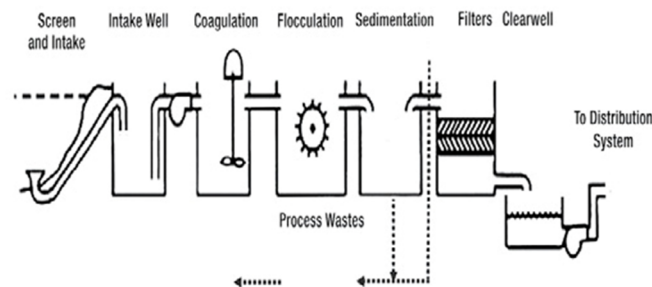 Screen and Intake
Intake Well
Coagulation
Flocculation
Sedimentation
Filters
Clearwell
To Distribution
System
Process Wastes